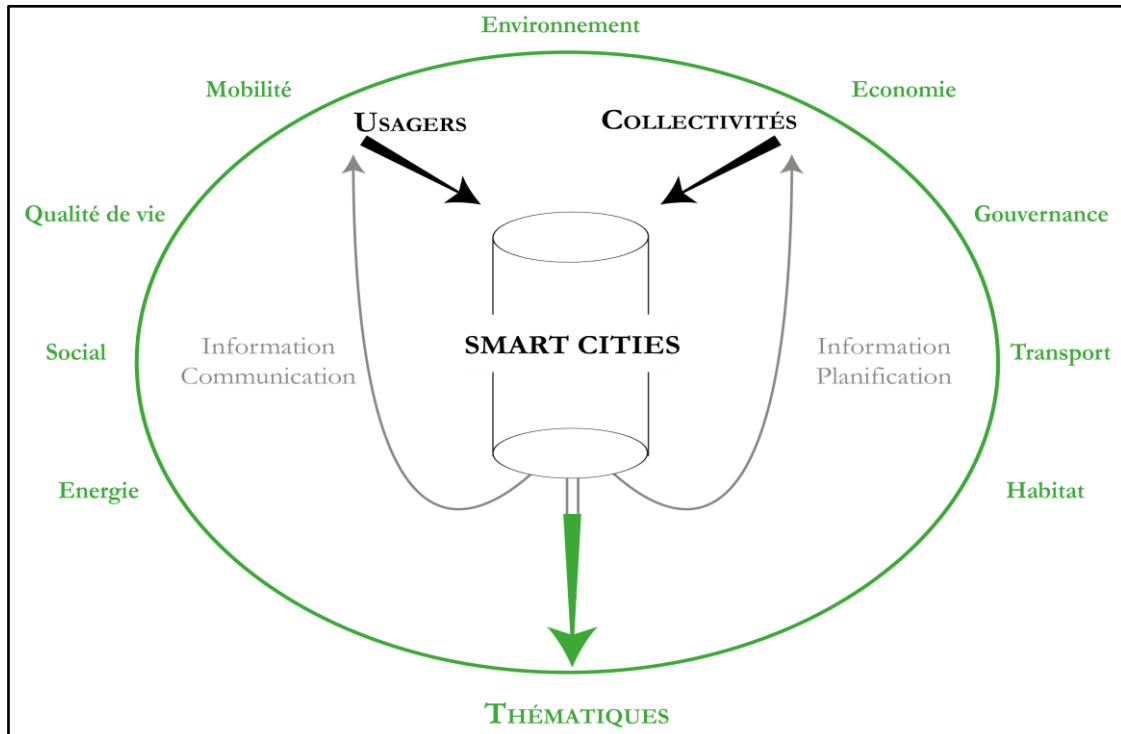 Environnement
Mobilité
Economie
USAGERS
COLLECTIVITÉS
Qualité de vie
Gouvernance
SMART CITIES
Social
Information
Communication
Information
Planification
Transport
Energie
Habitat
THÉMATIQUES